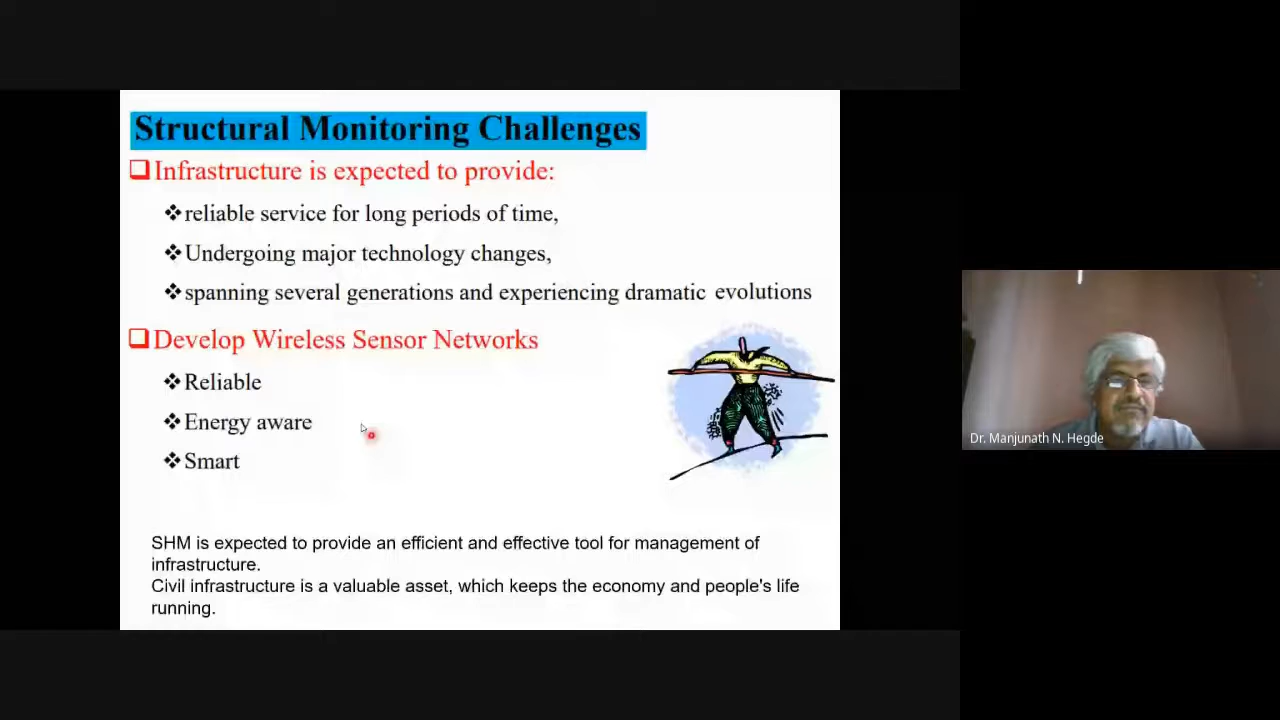 Structural Monitoring Challenges
Infrastructure is expected to provide:
reliable service for long periods of time,
Undergoing major technology changes,
spanning several generations and experiencing dramatic evolutions
Develop Wireless Sensor Networks
Reliable
Energy aware
Smart
SHM is expected to provide an efficient and effective tool for management of
infrastructure.
Civil infrastructure is a valuable asset, which keeps the economy and people's life
running.
Dr. Manjunath N. Hegde